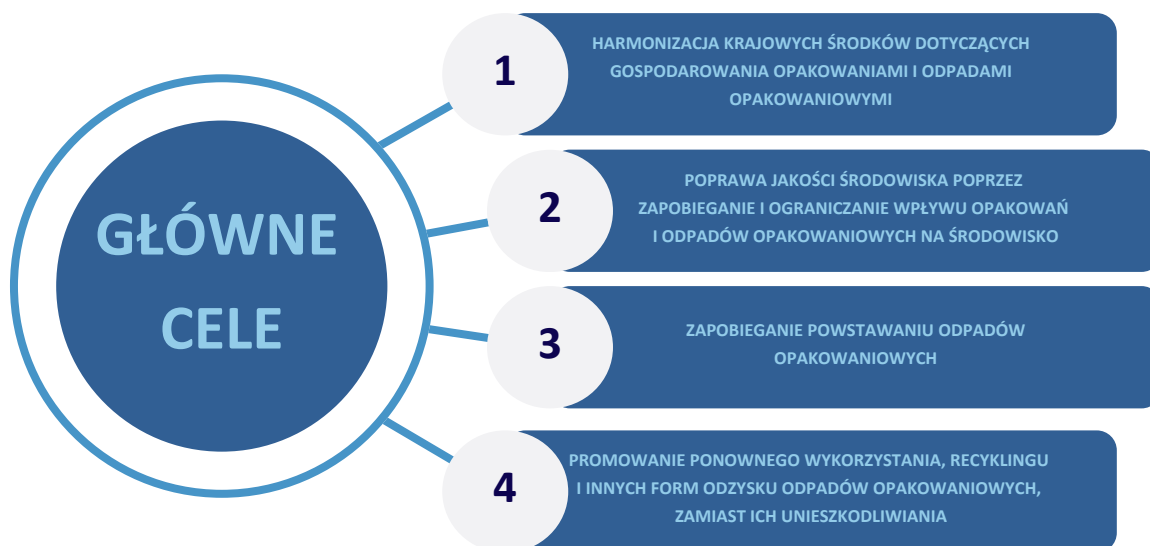 GŁÓWNE
CELE
1
HARMONIZACJA KRAJOWYCH ŚRODKÓW DOTYCZĄCYCH
GOSPODAROWANIA OPAKOWANIAMI I ODPADAMI
OPAKOWANIOWYMI
2
POPRAWA JAKOŚCI ŚRODOWISKA POPRZEZ
ZAPOBIEGANIE I OGRANICZANIE WPŁYWU OPAKOWAŃ
I ODPADÓW OPAKOWANIOWYCH NA ŚRODOWISKO
3
ZAPOBIEGANIE POWSTAWANIU ODPADÓW
OPAKOWANIOWYCH
4
PROMOWANIE PONOWNEGO WYKORZYSTANIA, RECYKLINGU
I INNYCH FORM ODZYSKU ODPADÓW OPAKOWANIOWYCH,
ZAMIAST ICH UNIESZKODLIWIANIA